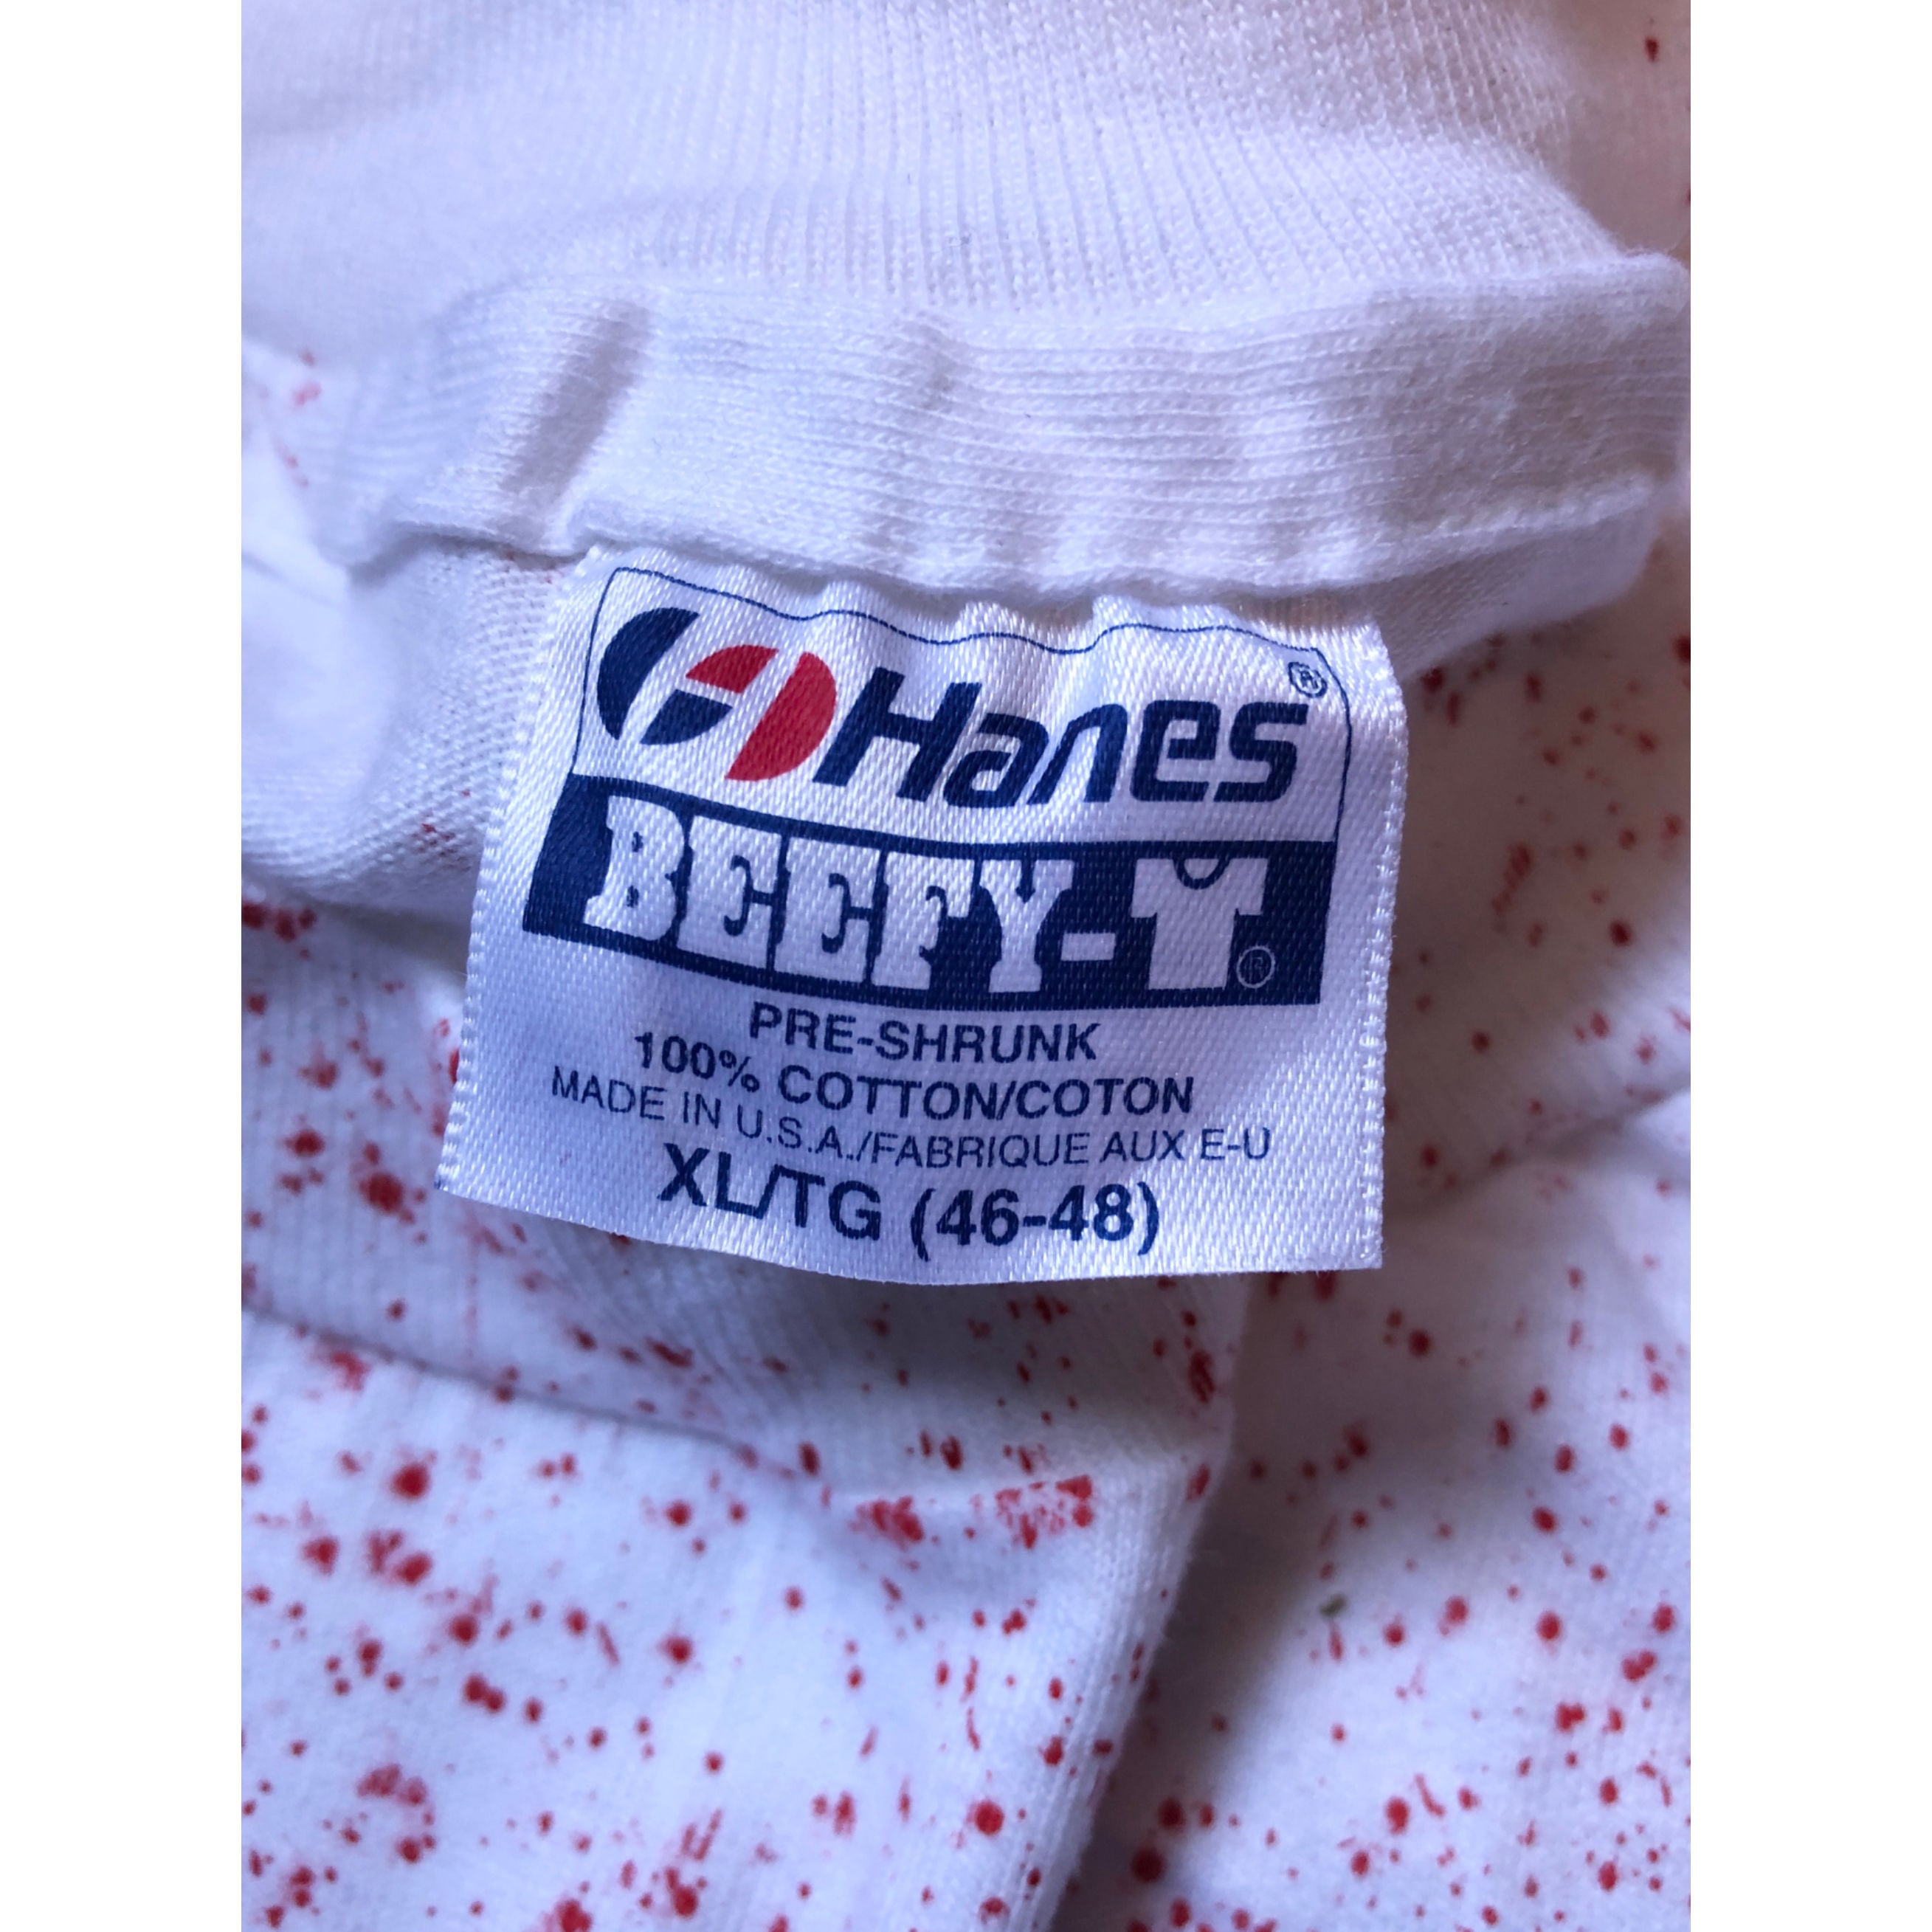 Hanes®
BEEFY-T®
PRE-SHRUNK
100% COTTON/COTON
MADE IN U.S.A./FABRIQUE AUX E-U
XL/TG (46-48)